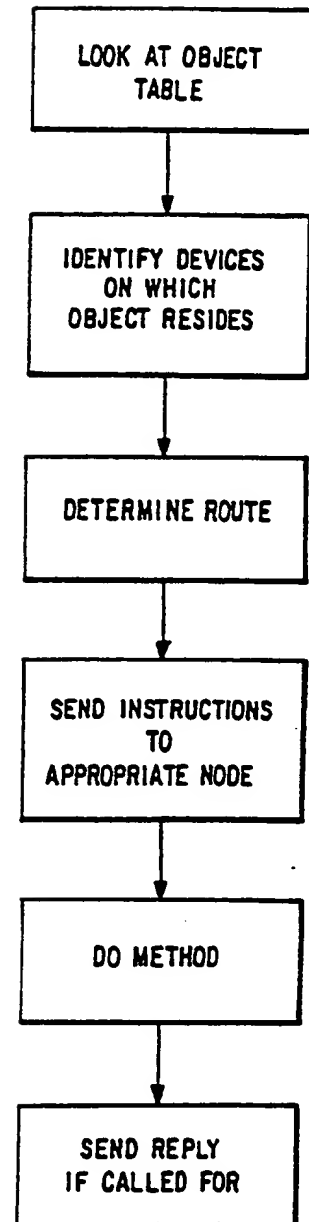 LOOK AT OBJECT
TABLE
IDENTIFY DEVICES
ON WHICH
OBJECT RESIDES
DETERMINE ROUTE
SEND INSTRUCTIONS
TO
APPROPRIATE NODE
DO METHOD
SEND REPLY
IF CALLED FOR